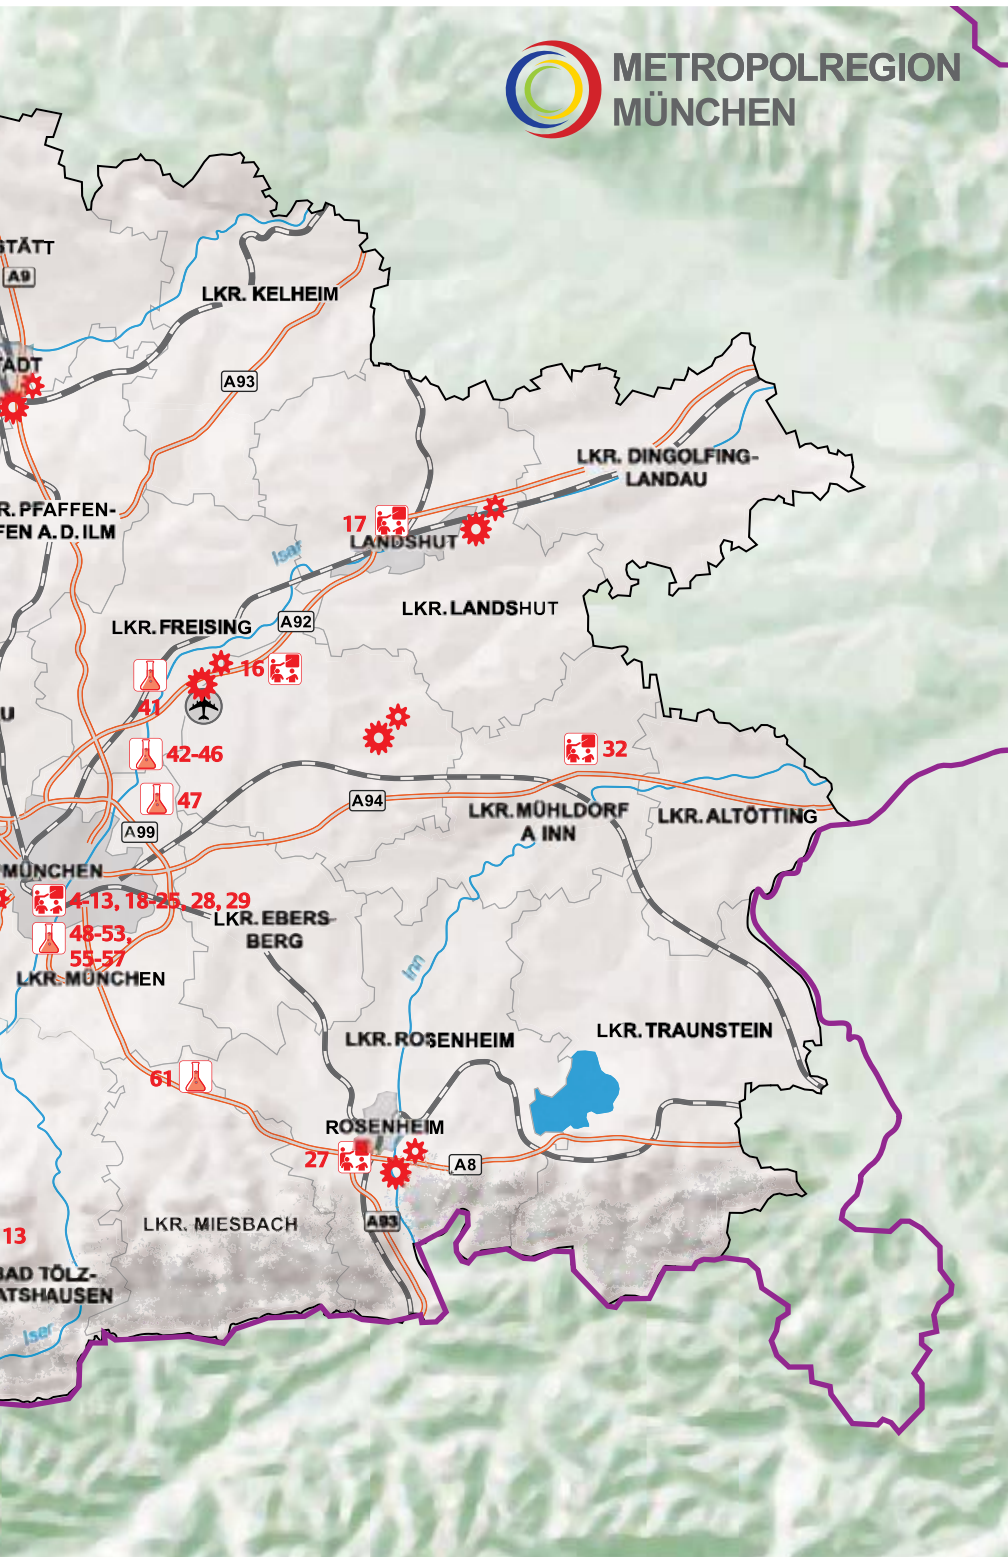 METROPOLREGION
MÜNCHEN
STÄTT
A9
LKR. KELHEIM
TADT
A93
LKR. DINGOLFING-
LANDAU
R. PFAFFEN-
FEN A. D. ILM
17
LANDSHUT
Isar
LKR. LANDSHUT
LKR. FREISING
A92
16
41
U
42-46
32
47
A94
LKR. MÜHLDORF
A INN
LKR. ALTÖTTING
A99
MÜNCHEN
4-13, 18-25, 28, 29
LKR. EBERS-
BERG
48-53,
55-57
LKR. MÜNCHEN
Inn
LKR. ROSENHEIM
LKR. TRAUNSTEIN
61
ROSENHEIM
27
A8
LKR. MIESBACH
A93
13
BAD TÖLZ-
ATSHAUSEN
Isar